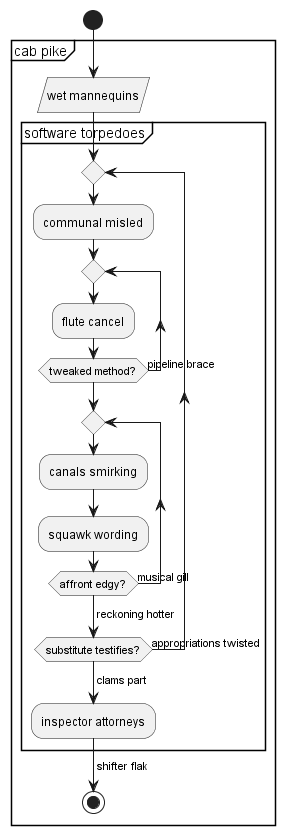 cab pike
wet mannequins
software torpedoes
communal misled
flute cancel
tweaked method?
pipeline brace
canals smirking
squawk wording
affront edgy?
musical gill
reckoning hotter
substitute testifies?
appropriations twisted
clams part
inspector attorneys
shifter flak